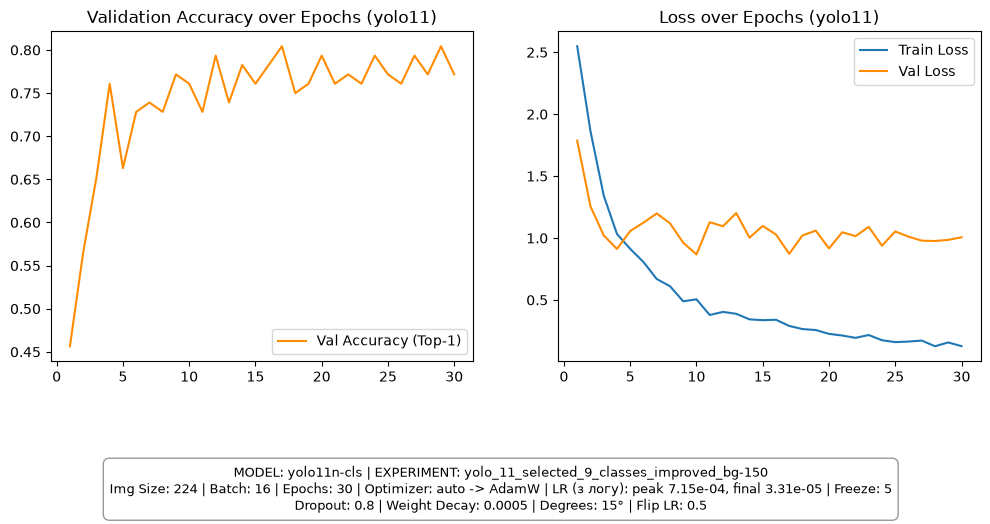 Validation Accuracy over Epochs (yolo11)
0.80
0.75
0.70
0.65
0.60
0.55
0.50
0.45
0 5 10 15 20 25 30
Val Accuracy (Top-1)
Loss over Epochs (yolo11)
2.5
2.0
1.5
1.0
0.5
0 5 10 15 20 25 30
Train Loss
Val Loss
MODEL: yolo11n-cls | EXPERIMENT: yolo_11_selected_9_classes_improved_bg-150
Img Size: 224 | Batch: 16 | Epochs: 30 | Optimizer: auto -> AdamW | LR (з логу): peak 7.15e-04, final 3.31e-05 | Freeze: 5
Dropout: 0.8 | Weight Decay: 0.0005 | Degrees: 15° | Flip LR: 0.5